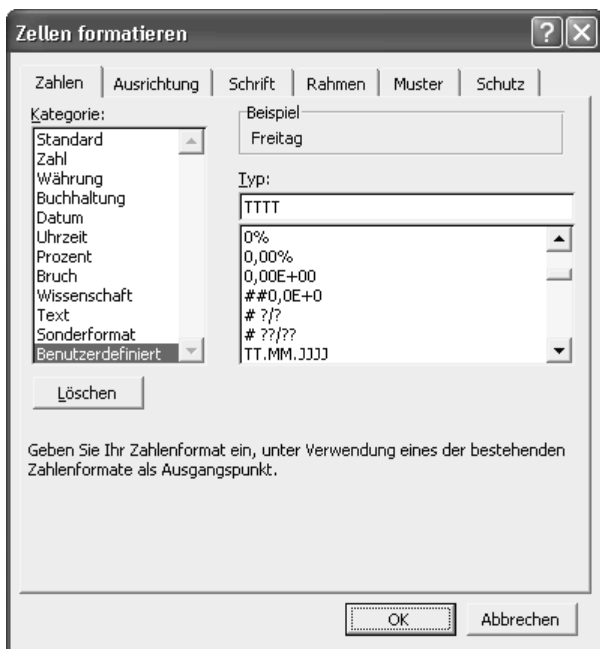 Zellen formatieren
Zahlen Ausrichtung Schrift Rahmen Muster Schutz
Kategorie:
Standard
Zahl
Währung
Buchhaltung
Datum
Uhrzeit
Prozent
Bruch
Wissenschaft
Text
Sonderformat
Benutzerdefiniert
Beispiel
Freitag
Typ:
TTTT
0%
0,00%
0,00E+00
##0,0E+0
# ?/?
# ??/??
TT.MM.JJJJ
Löschen
Geben Sie Ihr Zahlenformat ein, unter Verwendung eines der bestehenden
Zahlenformate als Ausgangspunkt.
OK Abbrechen